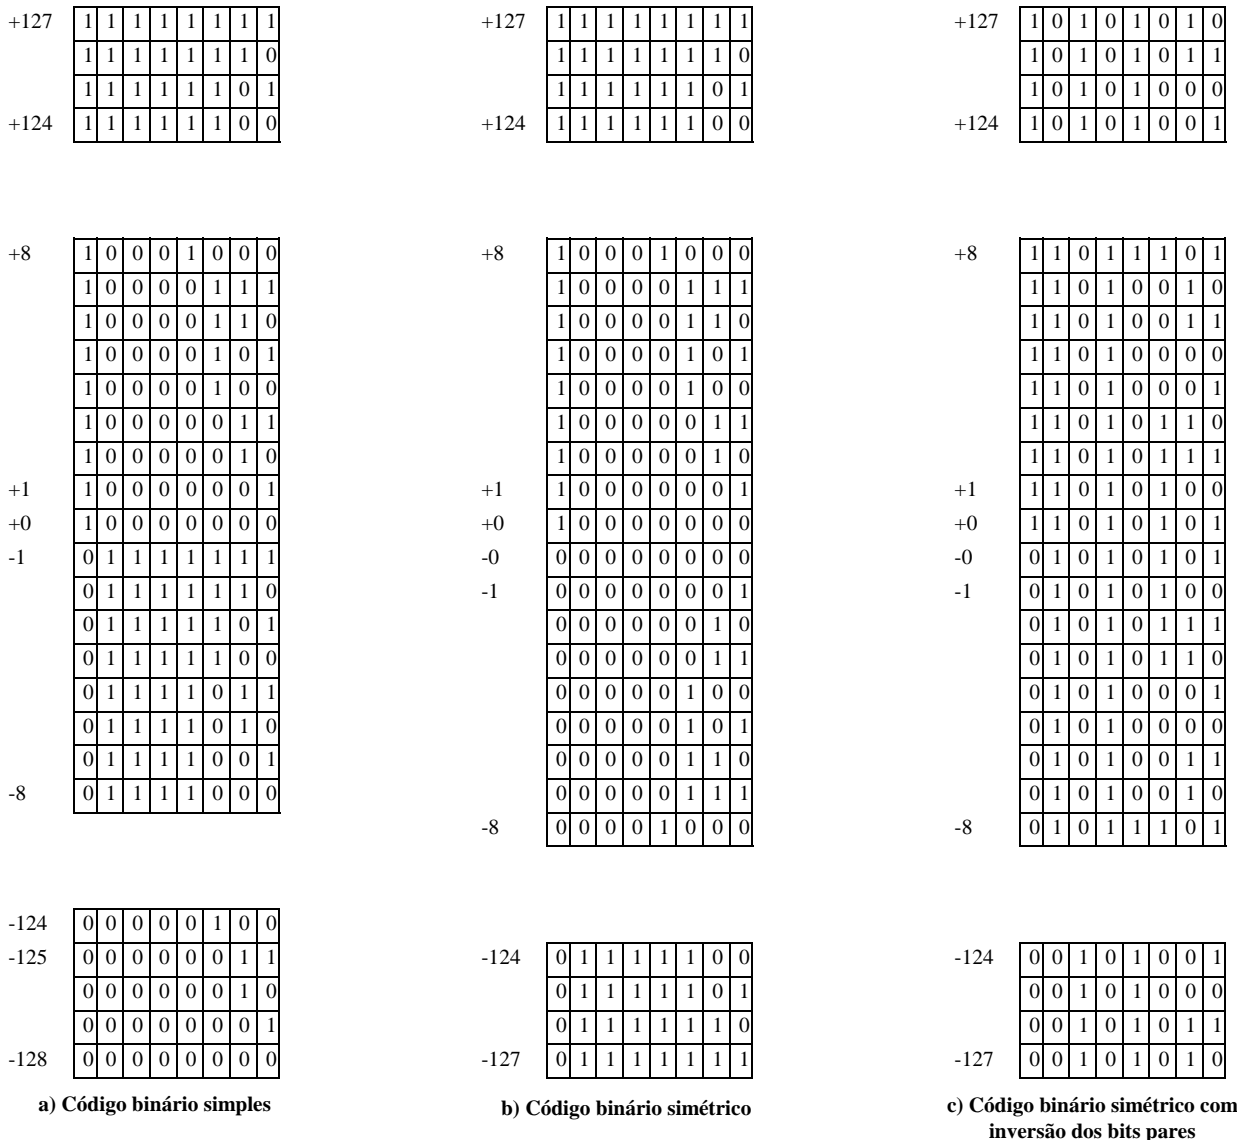 +127 1 1 1 1 1 1 1 1
1 1 1 1 1 1 1 0
1 1 1 1 1 1 0 1
+124 1 1 1 1 1 1 0 0
+8 1 0 0 0 1 0 0 0
1 0 0 0 0 1 1 1
1 0 0 0 0 1 1 0
1 0 0 0 0 1 0 1
1 0 0 0 0 1 0 0
1 0 0 0 0 0 1 1
1 0 0 0 0 0 1 0
+1 1 0 0 0 0 0 0 1
+0 1 0 0 0 0 0 0 0
-1 0 1 1 1 1 1 1 1
0 1 1 1 1 1 1 0
0 1 1 1 1 1 0 1
0 1 1 1 1 1 0 0
0 1 1 1 1 0 1 1
0 1 1 1 1 0 1 0
0 1 1 1 1 0 0 1
-8 0 1 1 1 1 0 0 0
-124 0 0 0 0 0 1 0 0
-125 0 0 0 0 0 0 1 1
0 0 0 0 0 0 1 0
0 0 0 0 0 0 0 1
-128 0 0 0 0 0 0 0 0
a) Código binário simples
+127 1 1 1 1 1 1 1 1
1 1 1 1 1 1 1 0
1 1 1 1 1 1 0 1
+124 1 1 1 1 1 1 0 0
+8 1 0 0 0 1 0 0 0
1 0 0 0 0 1 1 1
1 0 0 0 0 1 1 0
1 0 0 0 0 1 0 1
1 0 0 0 0 1 0 0
1 0 0 0 0 0 1 1
1 0 0 0 0 0 1 0
+1 1 0 0 0 0 0 0 1
+0 1 0 0 0 0 0 0 0
-0 0 0 0 0 0 0 0 0
-1 0 0 0 0 0 0 0 1
0 0 0 0 0 0 1 0
0 0 0 0 0 0 1 1
0 0 0 0 0 1 0 0
0 0 0 0 0 1 0 1
0 0 0 0 0 1 1 0
0 0 0 0 0 1 1 1
-8 0 0 0 0 1 0 0 0
-124 0 1 1 1 1 1 0 0
0 1 1 1 1 1 0 1
0 1 1 1 1 1 1 0
-127 0 1 1 1 1 1 1 1
b) Código binário simétrico
+127 1 0 1 0 1 0 1 0
1 0 1 0 1 0 1 1
1 0 1 0 1 0 0 0
+124 1 0 1 0 1 0 0 1
+8 1 1 0 1 1 1 0 1
1 1 0 1 0 0 1 0
1 1 0 1 0 0 1 1
1 1 0 1 0 0 0 0
1 1 0 1 0 0 0 1
1 1 0 1 0 1 1 0
1 1 0 1 0 1 1 1
+1 1 1 0 1 0 1 0 0
+0 1 1 0 1 0 1 0 1
-0 0 1 0 1 0 1 0 1
-1 0 1 0 1 0 1 0 0
0 1 0 1 0 1 1 1
0 1 0 1 0 1 1 0
0 1 0 1 0 0 0 1
0 1 0 1 0 0 0 0
0 1 0 1 0 0 1 1
0 1 0 1 0 0 1 0
-8 0 1 0 1 1 1 0 1
-124 0 0 1 0 1 0 0 1
0 0 1 0 1 0 0 0
0 0 1 0 1 0 1 1
-127 0 0 1 0 1 0 1 0
c) Código binário simétrico com
inversão dos bits pares